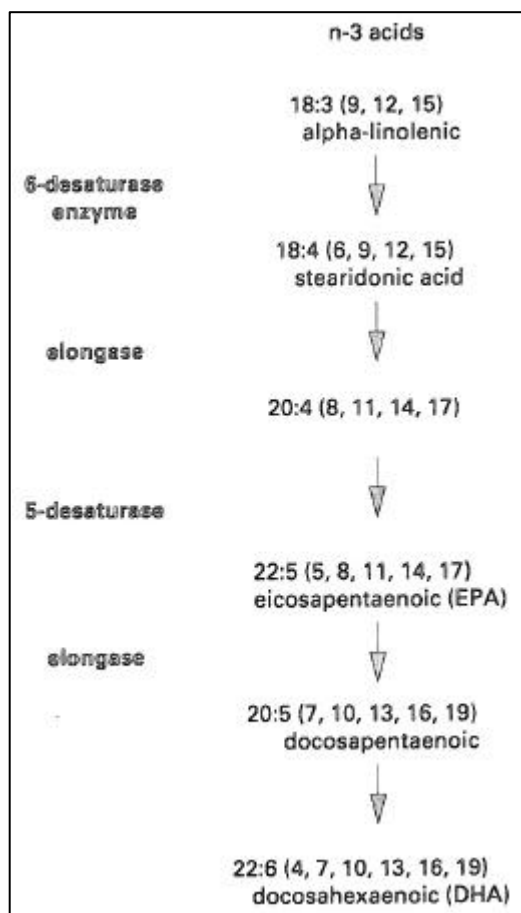 n-3 acids
18:3 (9, 12, 15)
alpha-linolenic
6-desaturase
enzyme
18:4 (6, 9, 12, 15)
stearidonic acid
elongase
20:4 (8, 11, 14, 17)
5-desaturase
22:5 (5, 8, 11, 14, 17)
eicosapentaenoic (EPA)
elongase
20:5 (7, 10, 13, 16, 19)
docosapentaenoic
22:6 (4, 7, 10, 13, 16, 19)
docosahexaenoic (DHA)